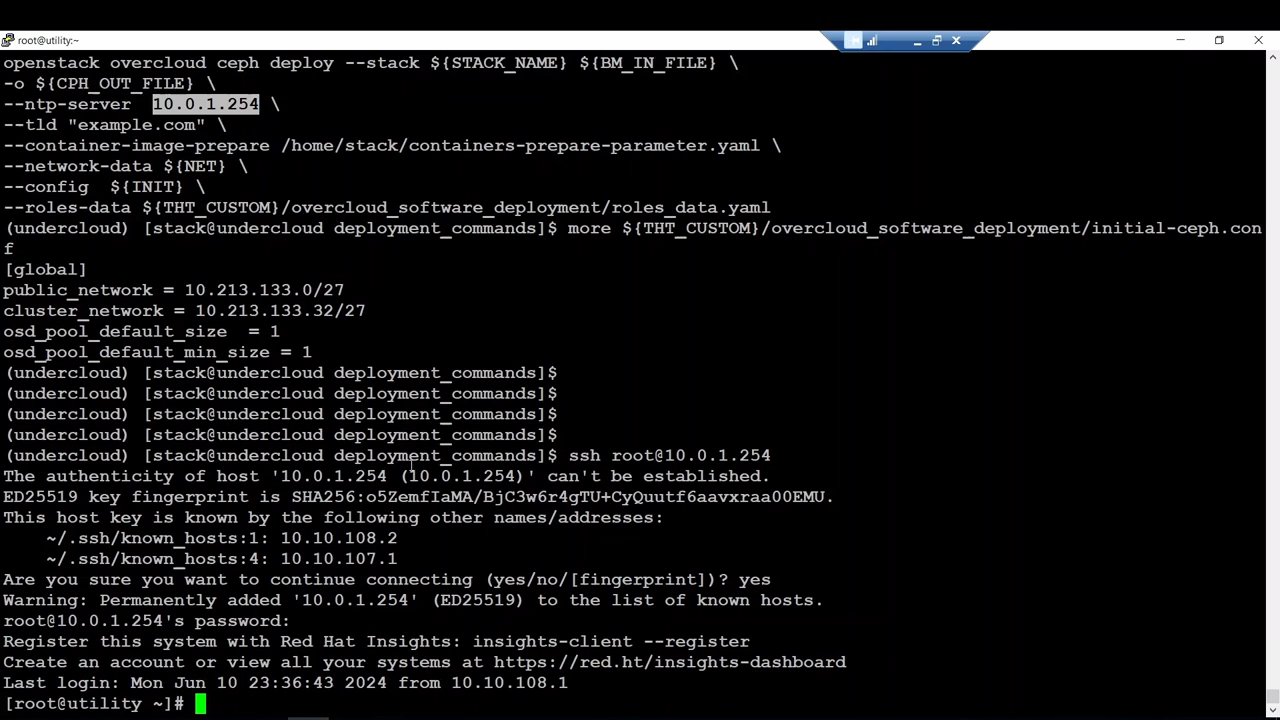 root@utility:~
openstack overcloud ceph deploy --stack ${STACK_NAME} ${BM_IN_FILE} \
-o ${CPH_OUT_FILE} \
--ntp-server  10.0.1.254 \
--tld "example.com" \
--container-image-prepare /home/stack/containers-prepare-parameter.yaml \
--network-data ${NET} \
--config  ${INIT} \
--roles-data ${THT_CUSTOM}/overcloud_software_deployment/roles_data.yaml
(undercloud) [stack@undercloud deployment_commands]$ more ${THT_CUSTOM}/overcloud_software_deployment/initial-ceph.con
f
[global]
public_network = 10.213.133.0/27
cluster_network = 10.213.133.32/27
osd_pool_default_size  = 1
osd_pool_default_min_size = 1
(undercloud) [stack@undercloud deployment_commands]$
(undercloud) [stack@undercloud deployment_commands]$
(undercloud) [stack@undercloud deployment_commands]$
(undercloud) [stack@undercloud deployment_commands]$
(undercloud) [stack@undercloud deployment_commands]$ ssh root@10.0.1.254
The authenticity of host '10.0.1.254 (10.0.1.254)' can't be established.
ED25519 key fingerprint is SHA256:o5ZemfIaMA/BjC3w6r4gTU+CyQuutf6aavxraa00EMU.
This host key is known by the following other names/addresses:
    ~/.ssh/known_hosts:1: 10.10.108.2
    ~/.ssh/known_hosts:4: 10.10.107.1
Are you sure you want to continue connecting (yes/no/[fingerprint])? yes
Warning: Permanently added '10.0.1.254' (ED25519) to the list of known hosts.
root@10.0.1.254's password:
Register this system with Red Hat Insights: insights-client --register
Create an account or view all your systems at https://red.ht/insights-dashboard
Last login: Mon Jun 10 23:36:43 2024 from 10.10.108.1
[root@utility ~]#